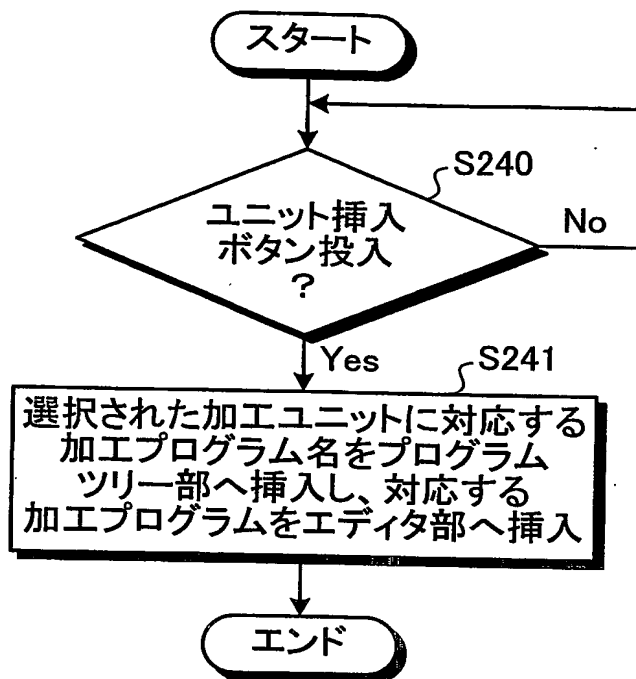 スタート
S240
ユニット挿入
ボタン投入
?
No
Yes
S241
選択された加工ユニットに対応する
加工プログラム名をプログラム
ツリー部へ挿入し、対応する
加工プログラムをエディタ部へ挿入
エンド